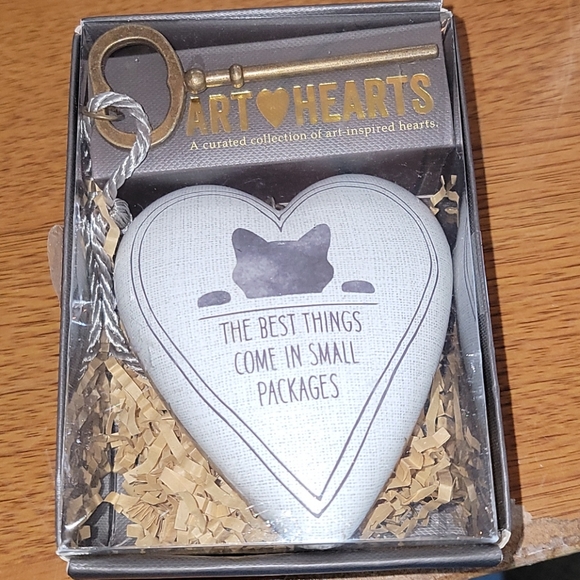 ART♥HEARTS
A curated collection of art-inspired hearts.
THE BEST THINGS
COME IN SMALL
PACKAGES